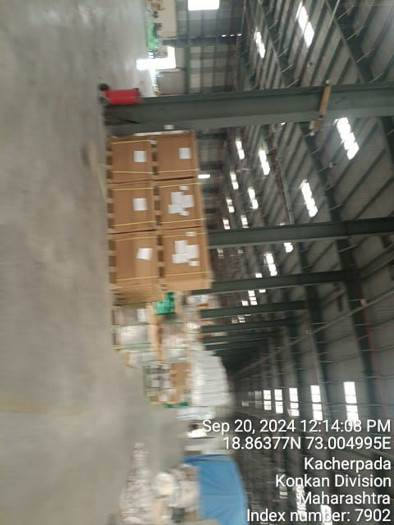 Sep 20, 2024 12:14:08 PM
18.86377N 73.004995E
Kacherpada
Konkan Division
Maharashtra
Index number: 7902